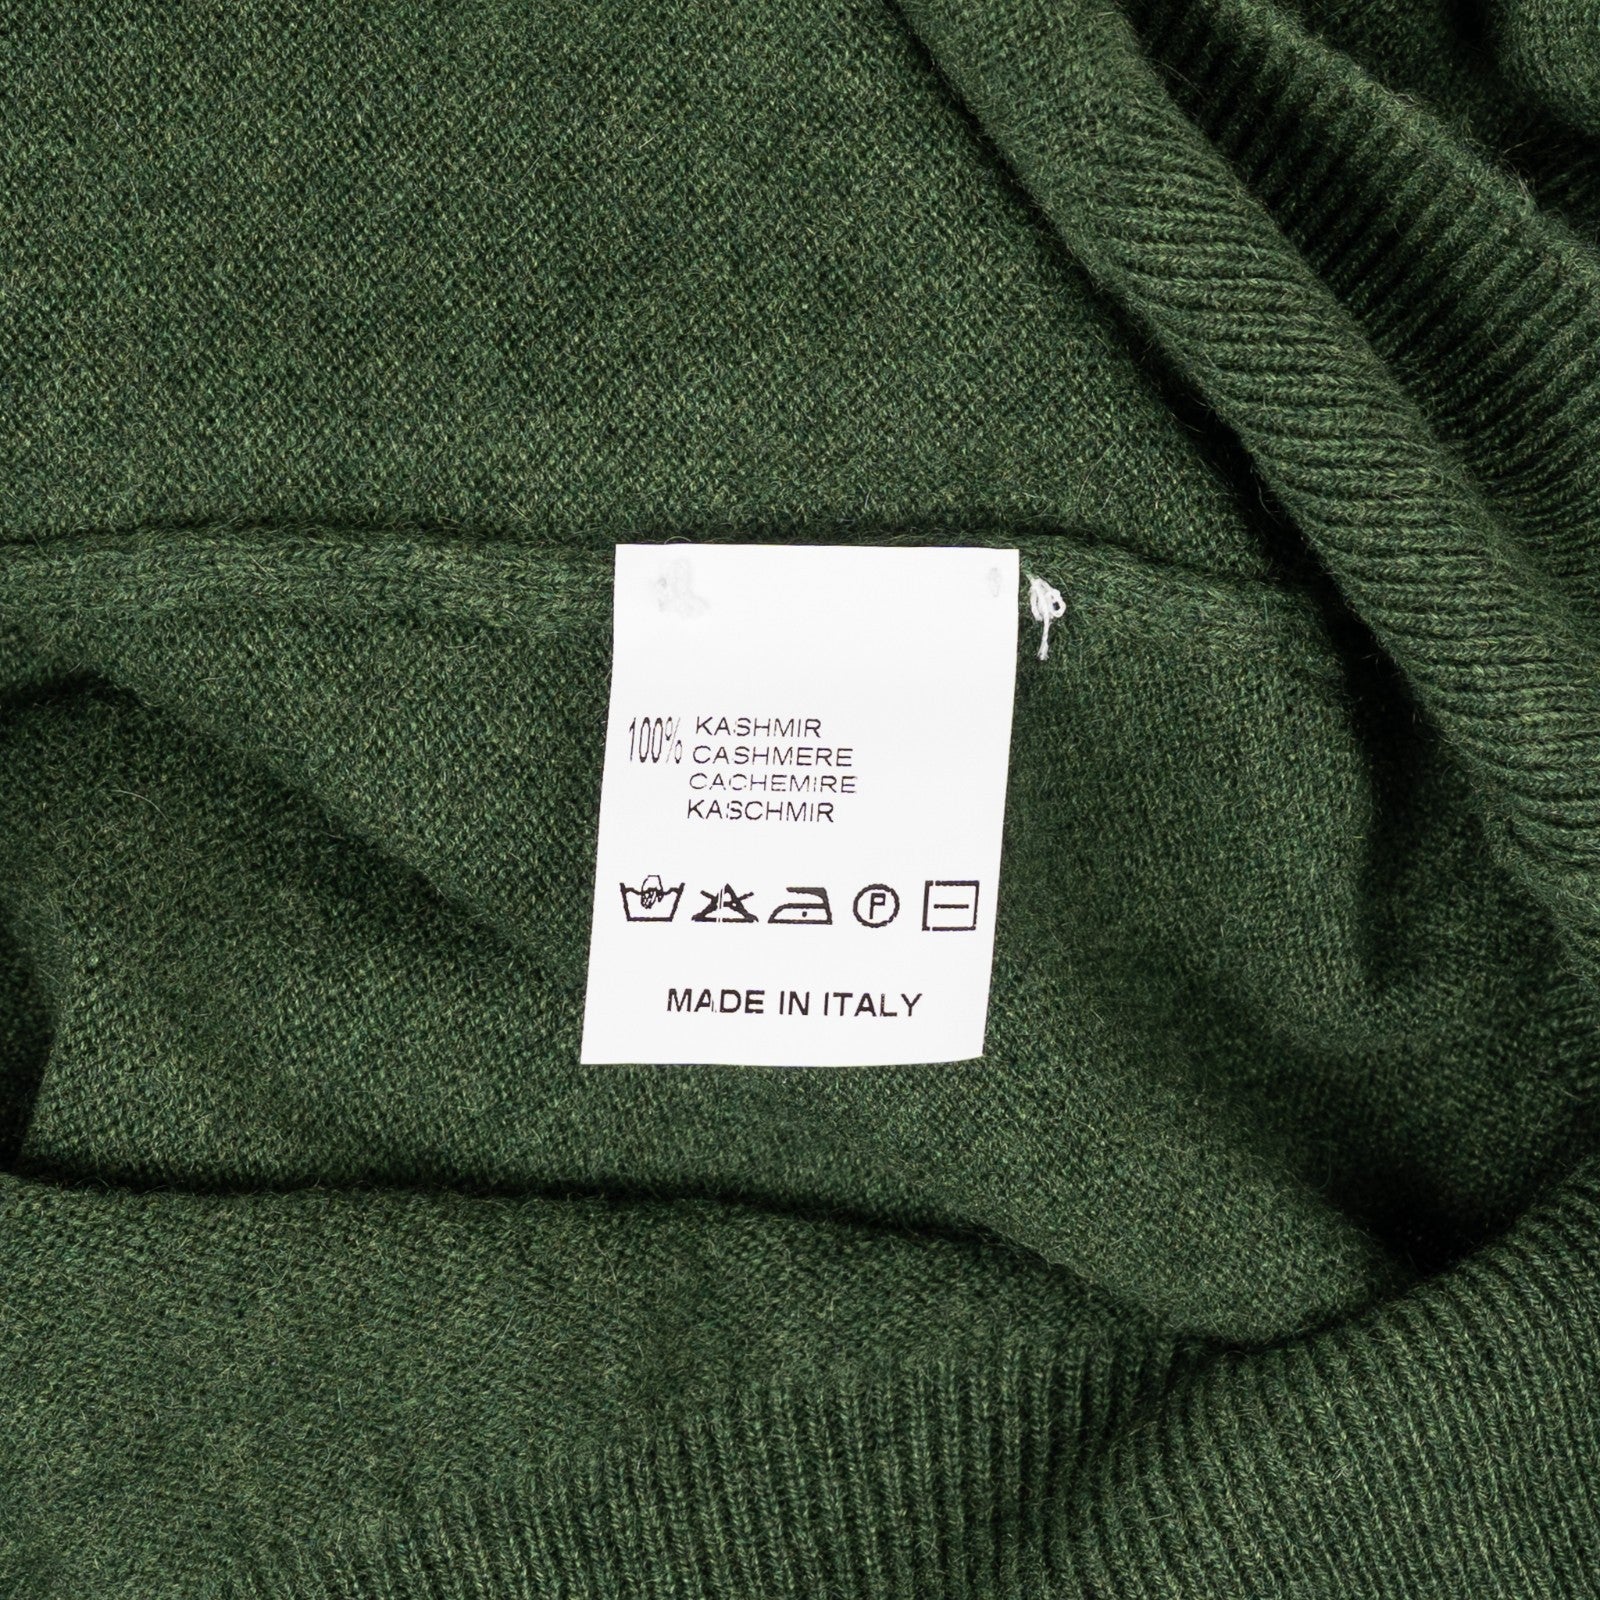 100% KASHMIR
CASHMERE
CACHEMIRE
KASCHMIR
P
MADE IN ITALY